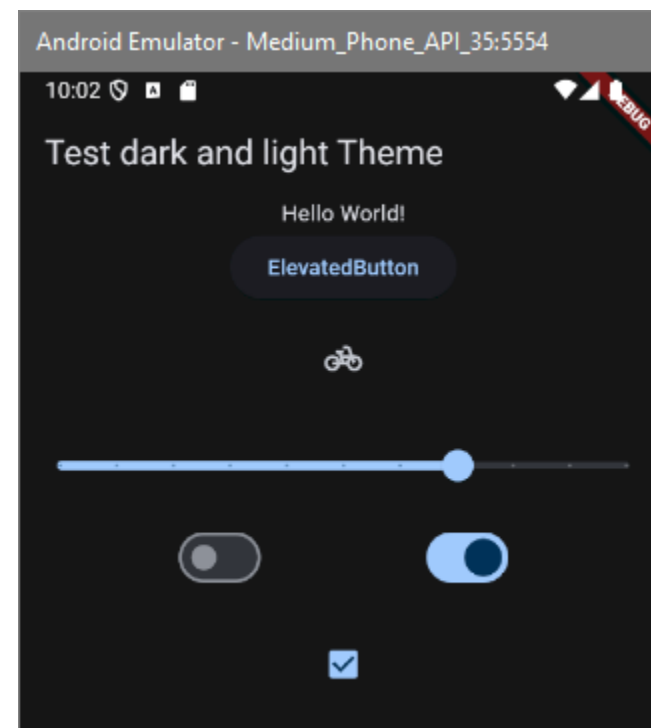 Android Emulator - Medium_Phone_API_35:5554
10:02
A
DEBUG
Test dark and light Theme
Hello World!
ElevatedButton